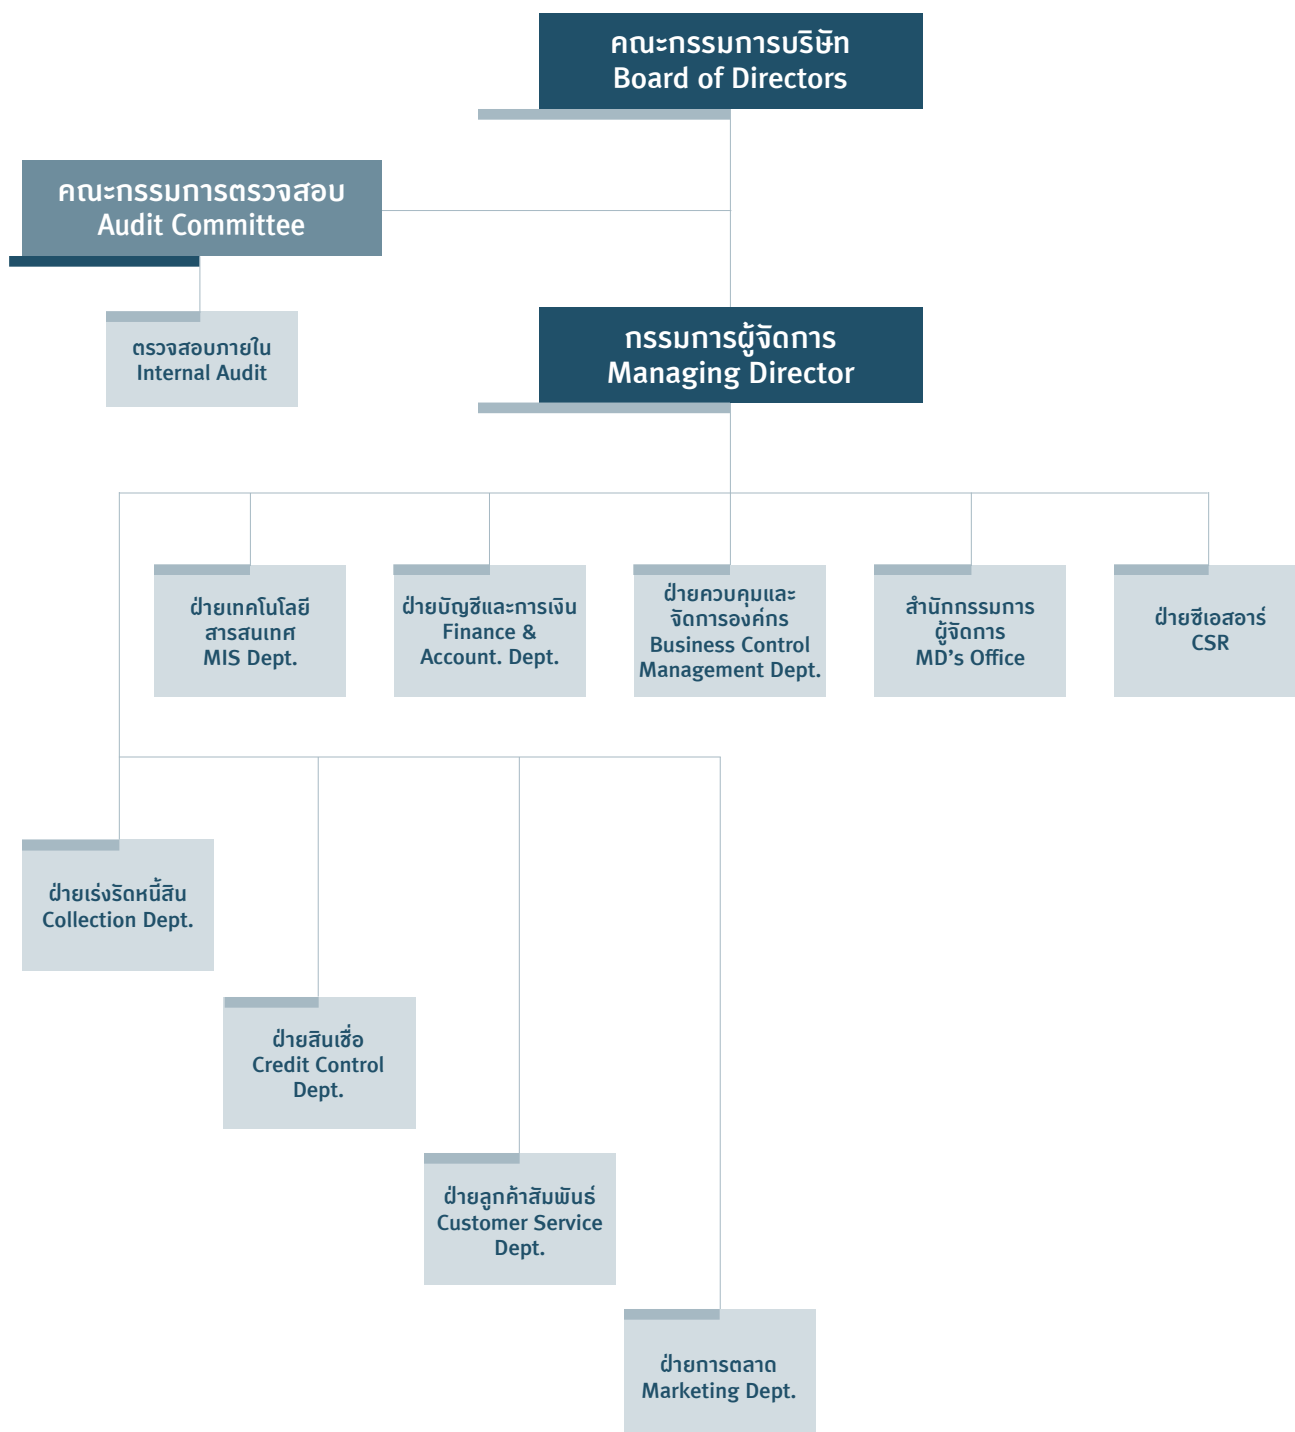 คณะกรรมการบริษัท
Board of Directors
คณะกรรมการตรวจสอบ
Audit Committee
ตรวจสอบภายใน
Internal Audit
กรรมการผู้จัดการ
Managing Director
ฝ่ายเทคโนโลยี
สารสนเทศ
MIS Dept.
ฝ่ายบัญชีและการเงิน
Finance &
Account. Dept.
ฝ่ายควบคุมและ
จัดการองค์กร
Business Control
Management Dept.
สำนักกรรมการ
ผู้จัดการ
MD's Office
ฝ่ายซีเอสอาร์
CSR
ฝ่ายเร่งรัดหนี้สิน
Collection Dept.
ฝ่ายสินเชื่อ
Credit Control
Dept.
ฝ่ายลูกค้าสัมพันธ์
Customer Service
Dept.
ฝ่ายการตลาด
Marketing Dept.